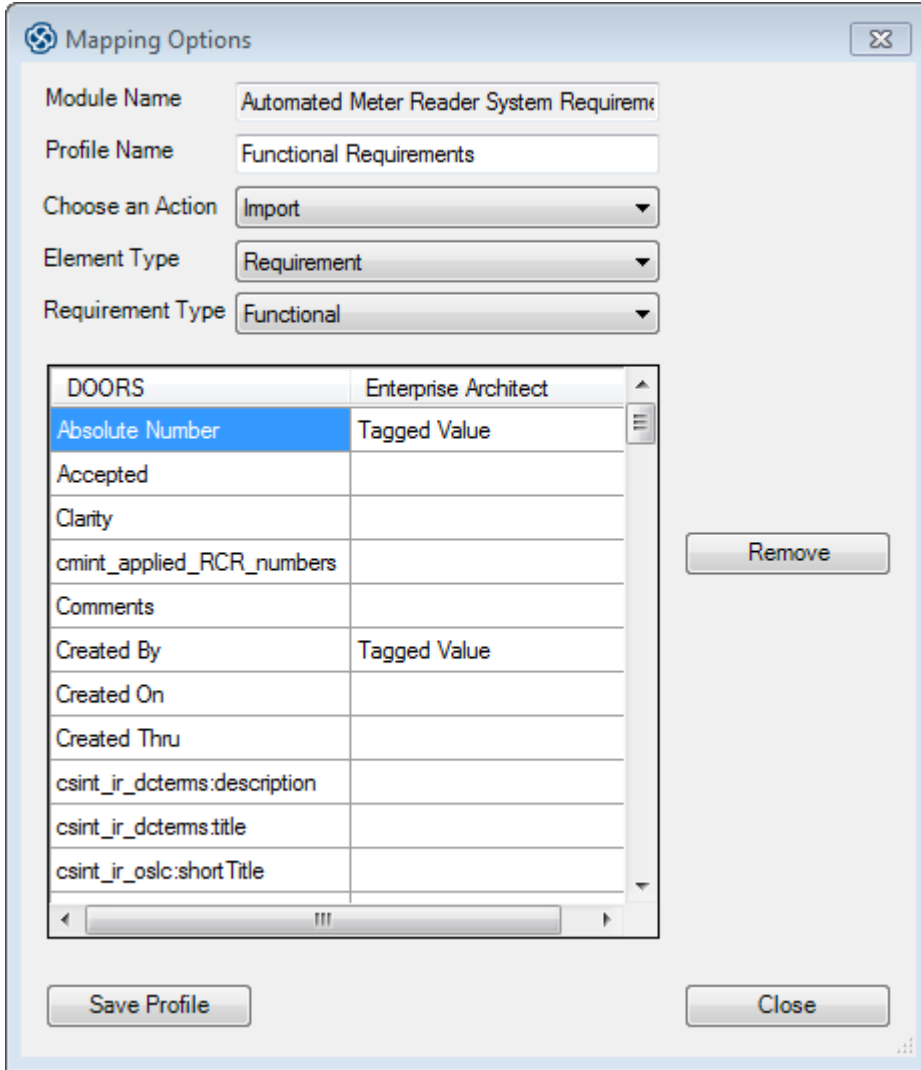 Mapping Options
Module Name Automated Meter Reader System Requireme
Profile Name Functional Requirements
Choose an Action Import
Element Type Requirement
Requirement Type Functional
DOORS Enterprise Architect
Absolute Number Tagged Value
Accepted
Clarity
cmint_applied_RCR_numbers
Comments
Created By Tagged Value
Created On
Created Thru
csint_ir_dcterms:description
csint_ir_dcterms:title
csint_ir_oslc:shortTitle
Remove
Save Profile Close